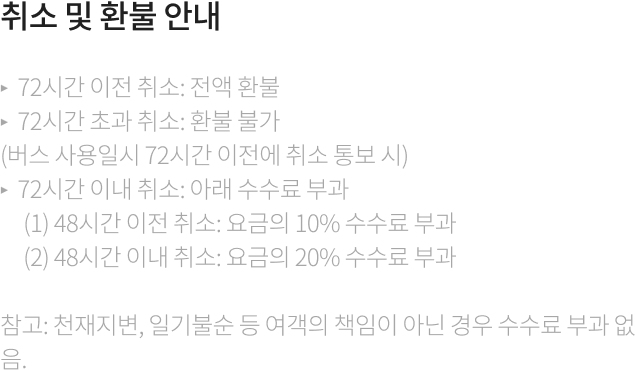 취소 및 환불 안내
▸ 72시간 이전 취소: 전액 환불
▸ 72시간 초과 취소: 환불 불가
(버스 사용일시 72시간 이전에 취소 통보 시)
▸ 72시간 이내 취소: 아래 수수료 부과
(1) 48시간 이전 취소: 요금의 10% 수수료 부과
(2) 48시간 이내 취소: 요금의 20% 수수료 부과
참고: 천재지변, 일기불순 등 여객의 책임이 아닌 경우 수수료 부과 없
음.